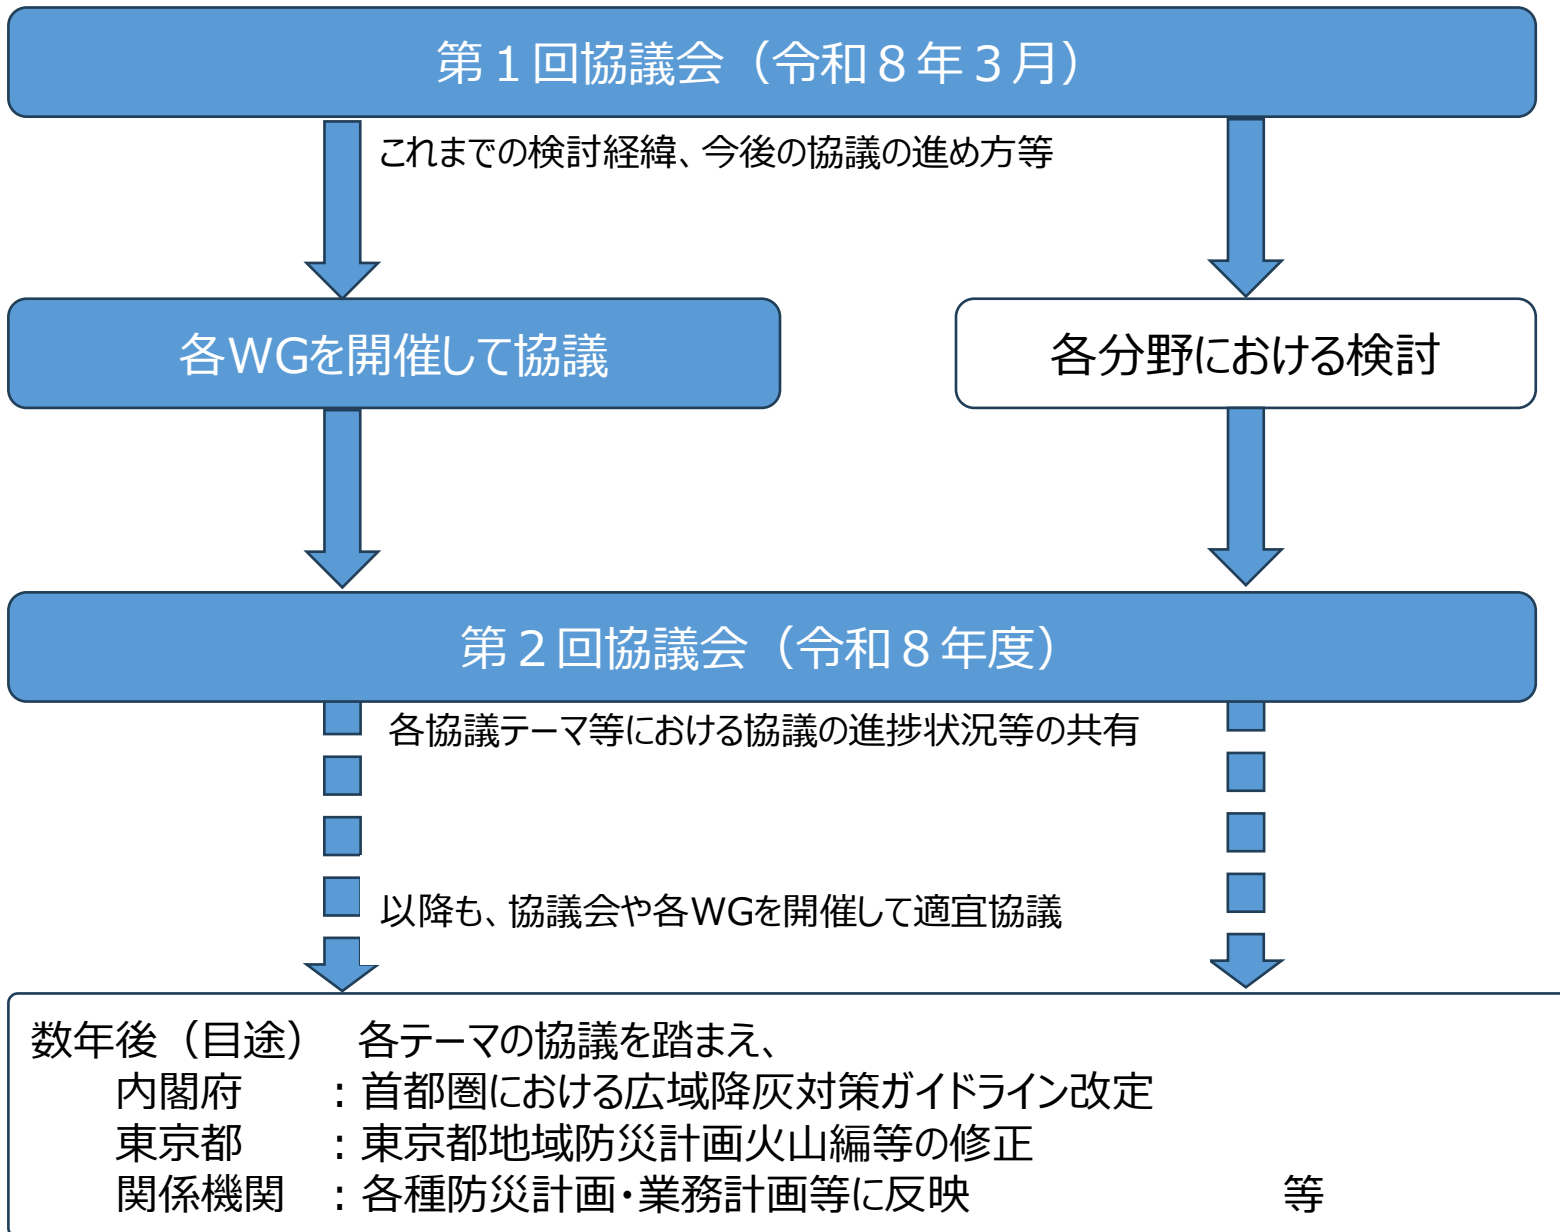 第１回協議会（令和８年３月）
これまでの検討経緯、今後の協議の進め方等
各WGを開催して協議
各分野における検討
第２回協議会（令和８年度）
各協議テーマ等における協議の進捗状況等の共有
以降も、協議会や各WGを開催して適宜協議
数年後（目途）　各テーマの協議を踏まえ、
内閣府　：首都圏における広域降灰対策ガイドライン改定
東京都　：東京都地域防災計画火山編等の修正
関係機関　：各種防災計画・業務計画等に反映　等